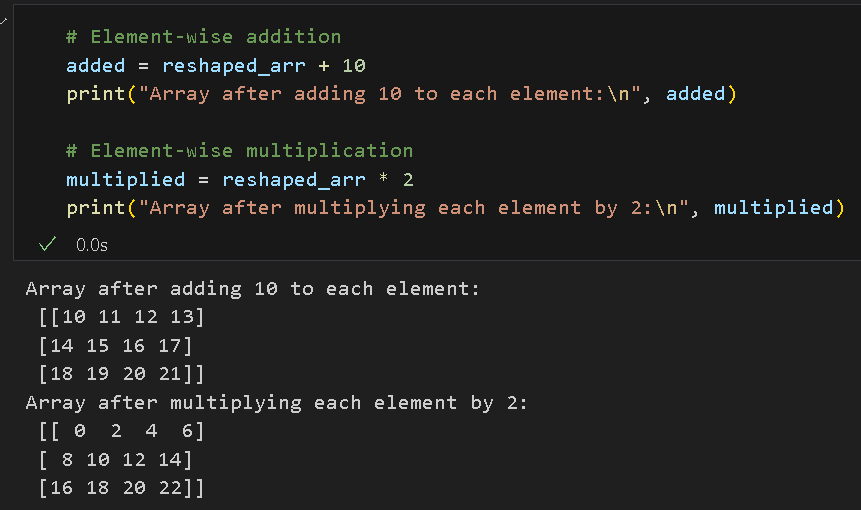 # Element-wise addition
added = reshaped_arr + 10
print("Array after adding 10 to each element:\n", added)
# Element-wise multiplication
multiplied = reshaped_arr * 2
print("Array after multiplying each element by 2:\n", multiplied)
0.0s
Array after adding 10 to each element:
 [[10 11 12 13]
 [14 15 16 17]
 [18 19 20 21]]
Array after multiplying each element by 2:
 [[ 0  2  4  6]
 [ 8 10 12 14]
 [16 18 20 22]]